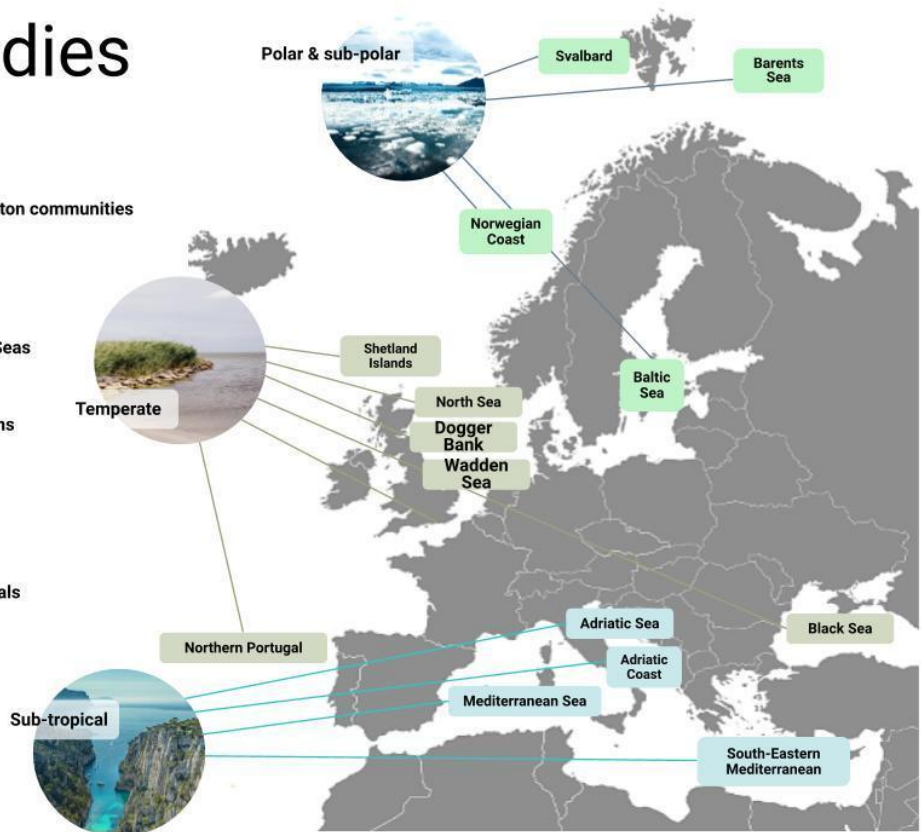 dies
Polar & sub-polar
Svalbard
Barents
Sea
ton communities
Norwegian
Coast
Seas
Shetland
Islands
Baltic
Sea
Temperate
North Sea
ns
Dogger
Bank
Wadden
Sea
als
Adriatic Sea
Black Sea
Northern Portugal
Adriatic
Coast
Mediterranean Sea
Sub-tropical
South-Eastern
Mediterranean